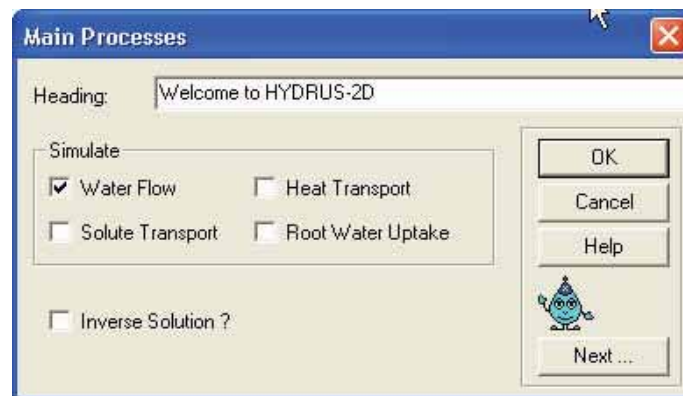 Main Processes
Heading: Welcome to HYDRUS-2D
Simulate
Water Flow Heat Transport
Solute Transport Root Water Uptake
Inverse Solution ?
OK
Cancel
Help
Next ...